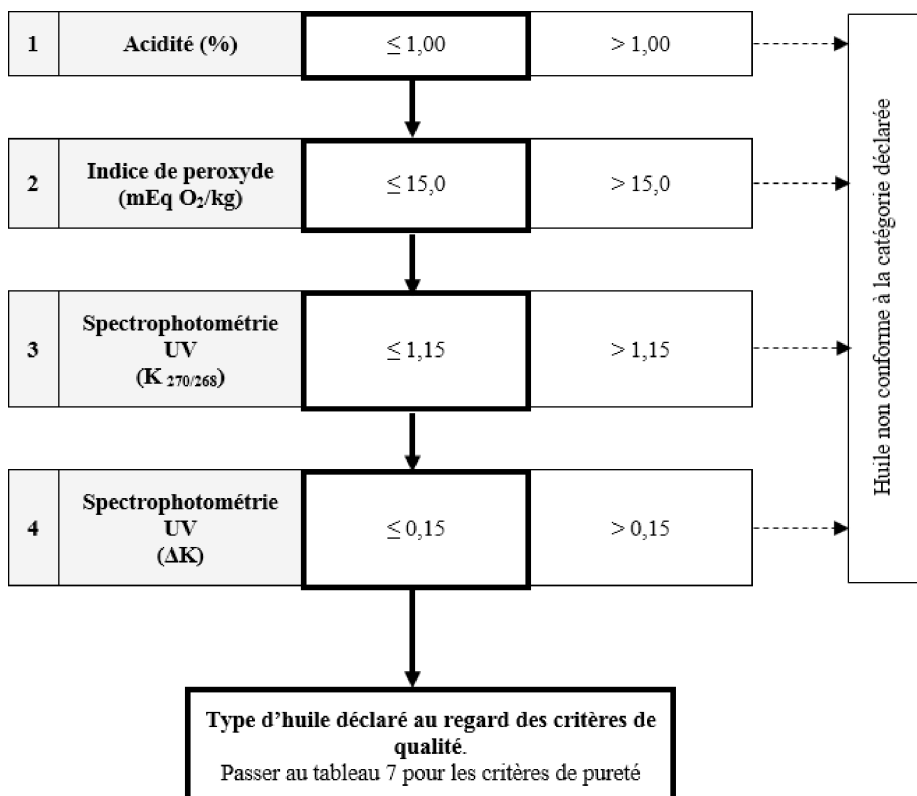 1 Acidité (%) ≤ 1,00 > 1,00
2 Indice de peroxyde
(mEq O₂/kg) ≤ 15,0 > 15,0
3 Spectrophotométrie
UV
(K 270/268) ≤ 1,15 > 1,15
4 Spectrophotométrie
UV
(ΔK) ≤ 0,15 > 0,15
Huile non conforme à la catégorie déclarée
Type d’huile déclaré au regard des critères de
qualité.
Passer au tableau 7 pour les critères de pureté